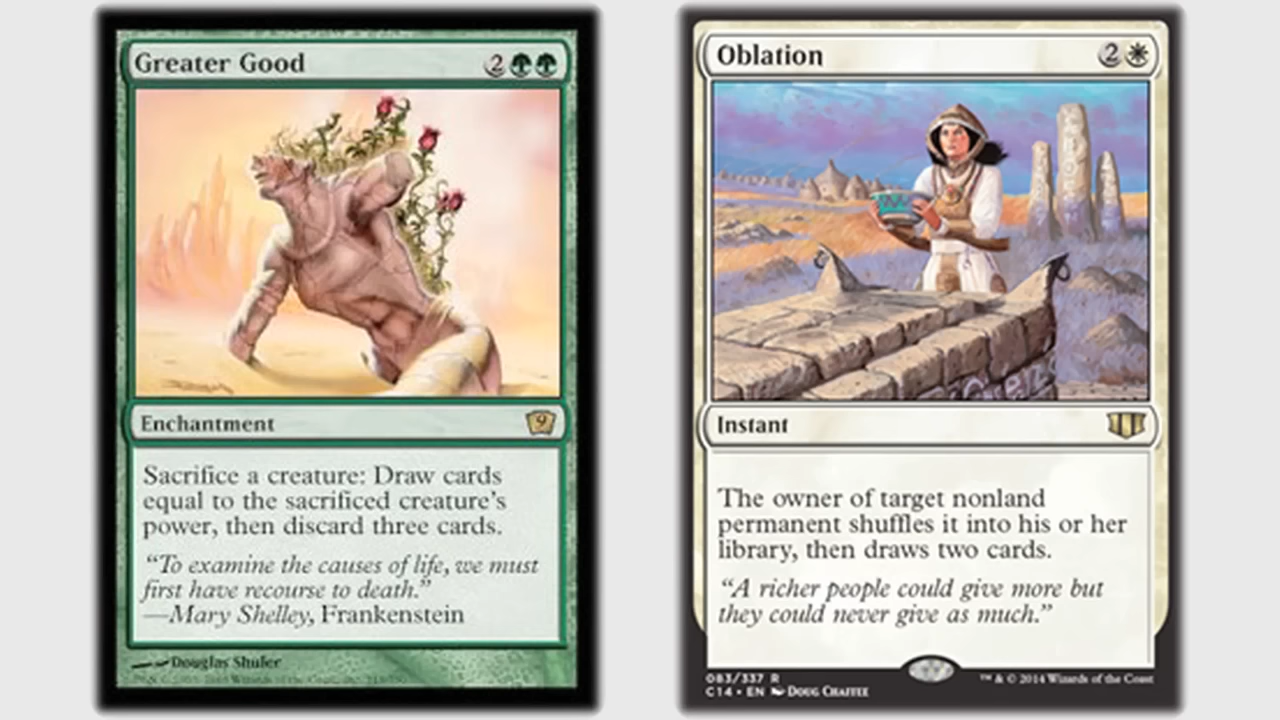 Greater Good
2
Enchantment
9
Sacrifice a creature: Draw cards
equal to the sacrificed creature's
power, then discard three cards.
"To examine the causes of life, we must
first have recourse to death."
—Mary Shelley, Frankenstein
Douglas Shuler
Oblation
2
Instant
The owner of target nonland
permanent shuffles it into his or her
library, then draws two cards.
"A richer people could give more but
they could never give as much."
083/337 R
C14 • EN Doug Chaffee
™ & © 2014 Wizards of the Coast